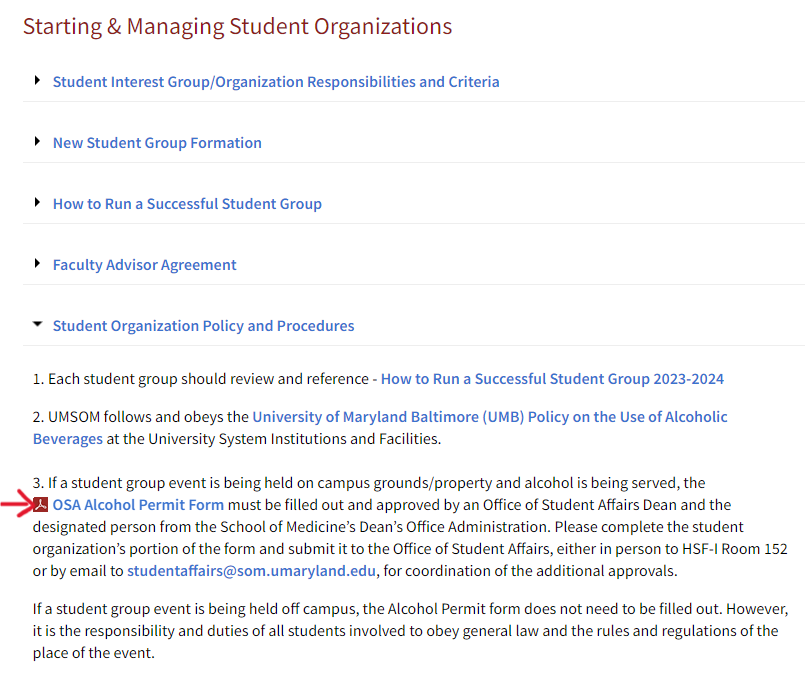 Starting & Managing Student Organizations
Student Interest Group/Organization Responsibilities and Criteria
New Student Group Formation
How to Run a Successful Student Group
Faculty Advisor Agreement
Student Organization Policy and Procedures
1. Each student group should review and reference - How to Run a Successful Student Group 2023-2024
2. UMSOM follows and obeys the University of Maryland Baltimore (UMB) Policy on the Use of Alcoholic
Beverages at the University System Institutions and Facilities.
3. If a student group event is being held on campus grounds/property and alcohol is being served, the
OSA Alcohol Permit Form must be filled out and approved by an Office of Student Affairs Dean and the
designated person from the School of Medicine's Dean's Office Administration. Please complete the student
organization's portion of the form and submit it to the Office of Student Affairs, either in person to HSF-I Room 152
or by email to studentaffairs@som.umaryland.edu, for coordination of the additional approvals.
If a student group event is being held off campus, the Alcohol Permit form does not need to be filled out. However,
it is the responsibility and duties of all students involved to obey general law and the rules and regulations of the
place of the event.